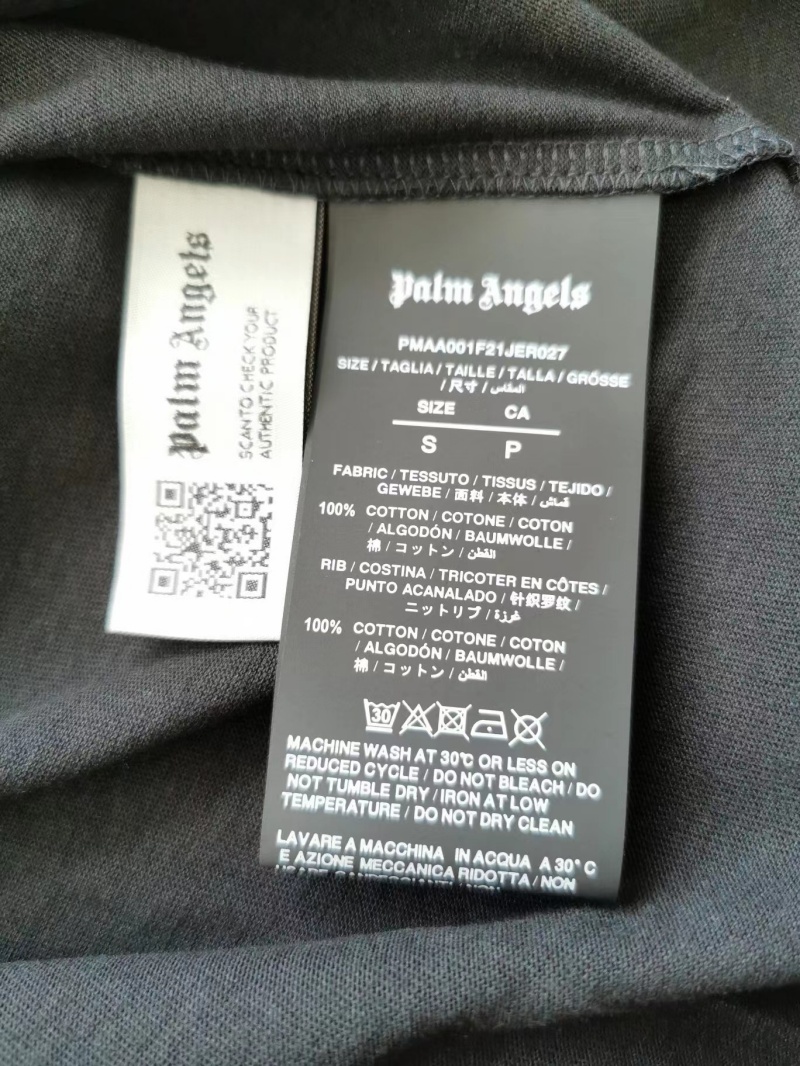 Palm Angels
SCAN TO CHECK YOUR
AUTHENTIC PRODUCT
Palm Angels
PMAA001F21JER027
SIZE / TAGLIA / TAILLE / TALLA / GRÖSSE
/ 尺寸 / المقاس
SIZE CA
S P
FABRIC / TESSUTO / TISSUS / TEJIDO /
GEWEBE / 面料 / 本体 / قماش
100% COTTON / COTONE / COTON
/ ALGODÓN / BAUMWOLLE /
棉 / コットン / القطن
RIB / COSTINA / TRICOTER EN CÔTES /
PUNTO ACANALADO / 针织罗纹 /
ニットリブ / غرزة
100% COTTON / COTONE / COTON
/ ALGODÓN / BAUMWOLLE /
棉 / コットン / القطن
30
MACHINE WASH AT 30°C OR LESS ON
REDUCED CYCLE / DO NOT BLEACH / DO
NOT TUMBLE DRY / IRON AT LOW
TEMPERATURE / DO NOT DRY CLEAN
LAVARE A MACCHINA IN ACQUA A 30° C
E AZIONE MECCANICA RIDOTTA / NON